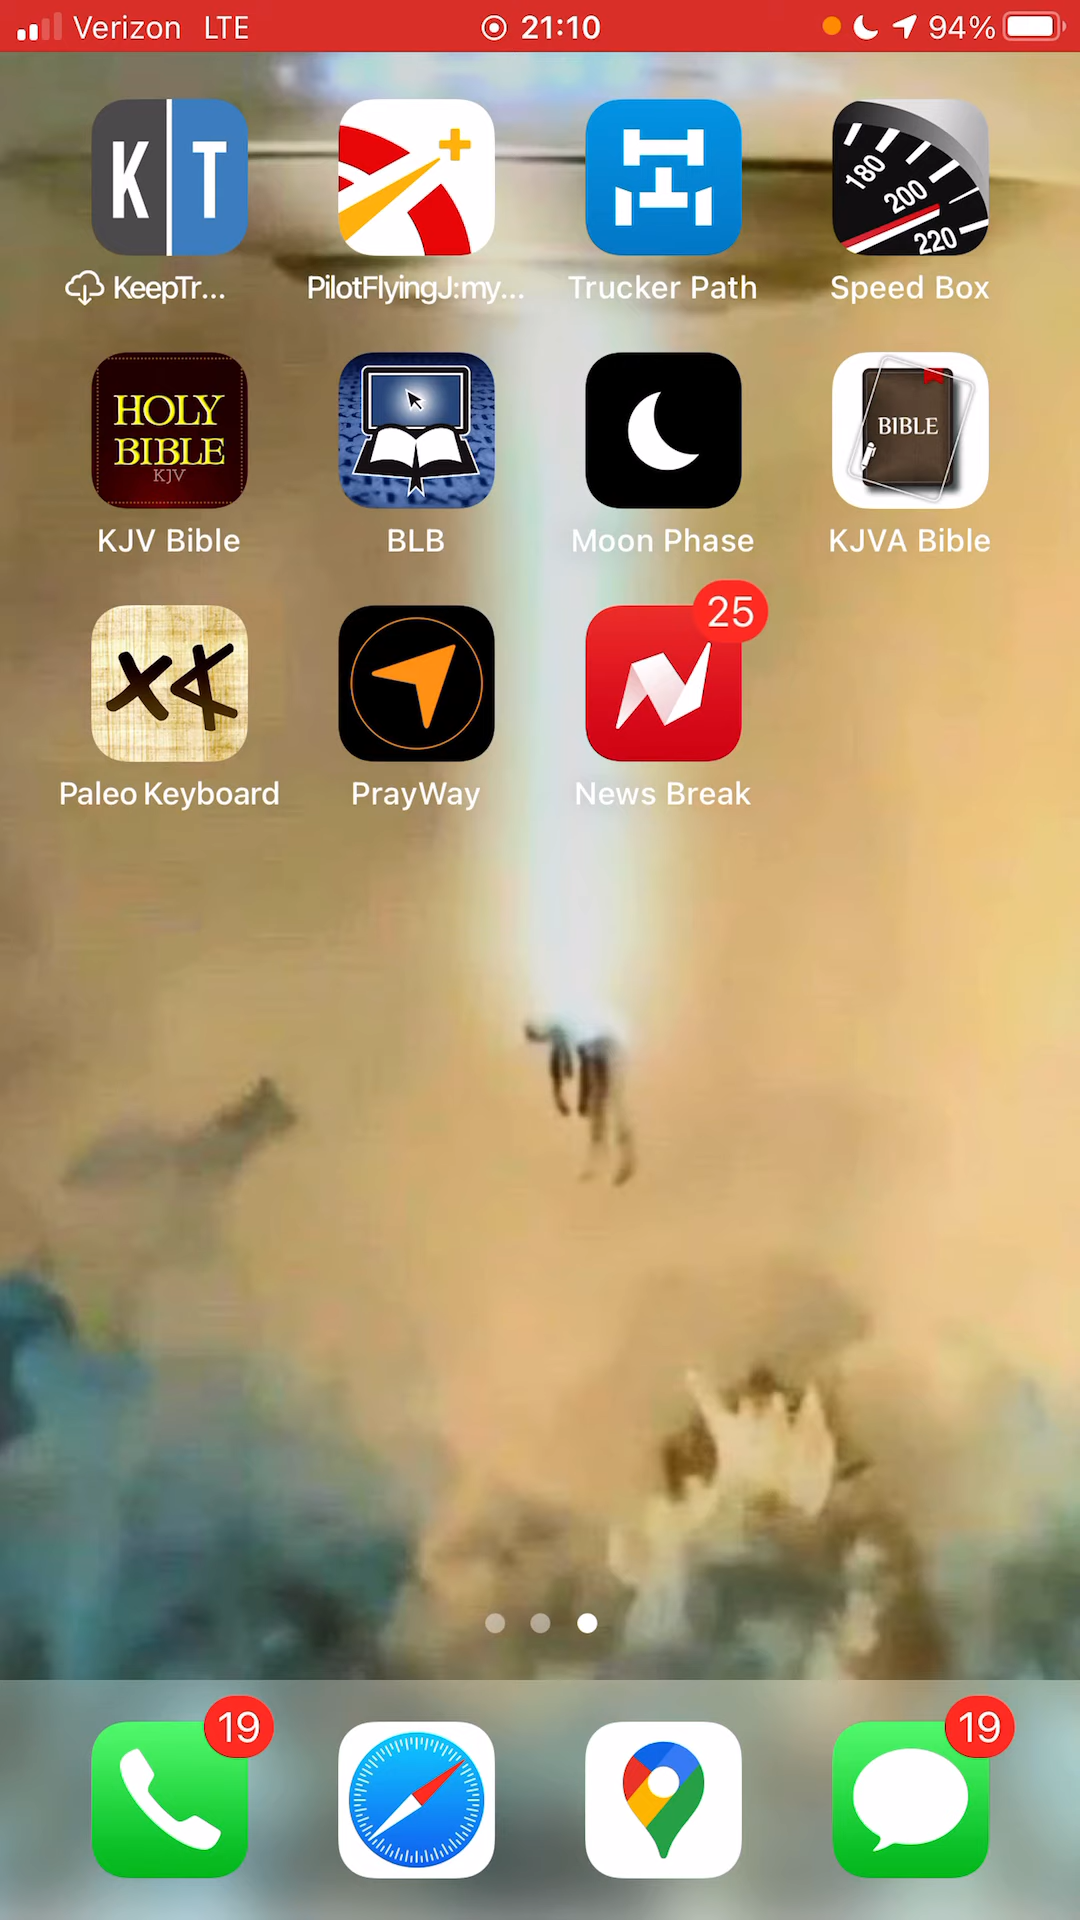 Verizon LTE 21:10 94%
K T
180
200
220
KeepTr... PilotFlyingJ:my... Trucker Path Speed Box
HOLY
BIBLE
KJV
BIBLE
KJV Bible BLB Moon Phase KJVA Bible
25
Paleo Keyboard PrayWay News Break
19 19